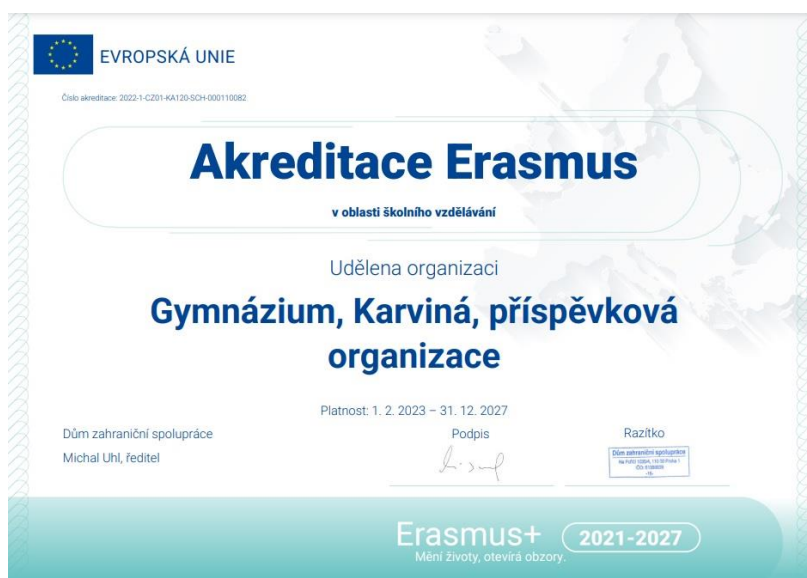 EVROPSKÁ UNIE
Číslo akreditace: 2022-1-CZ01-KA120-SCH-000110082
Akreditace Erasmus
v oblasti školního vzdělávání
Udělena organizaci
Gymnázium, Karviná, příspěvková
organizace
Platnost: 1. 2. 2023 – 31. 12. 2027
Dům zahraniční spolupráce
Michal Uhl, ředitel
Podpis
Razítko
Dům zahraniční spolupráce
Erasmus+ 2021-2027
Mění životy, otevírá obzory.